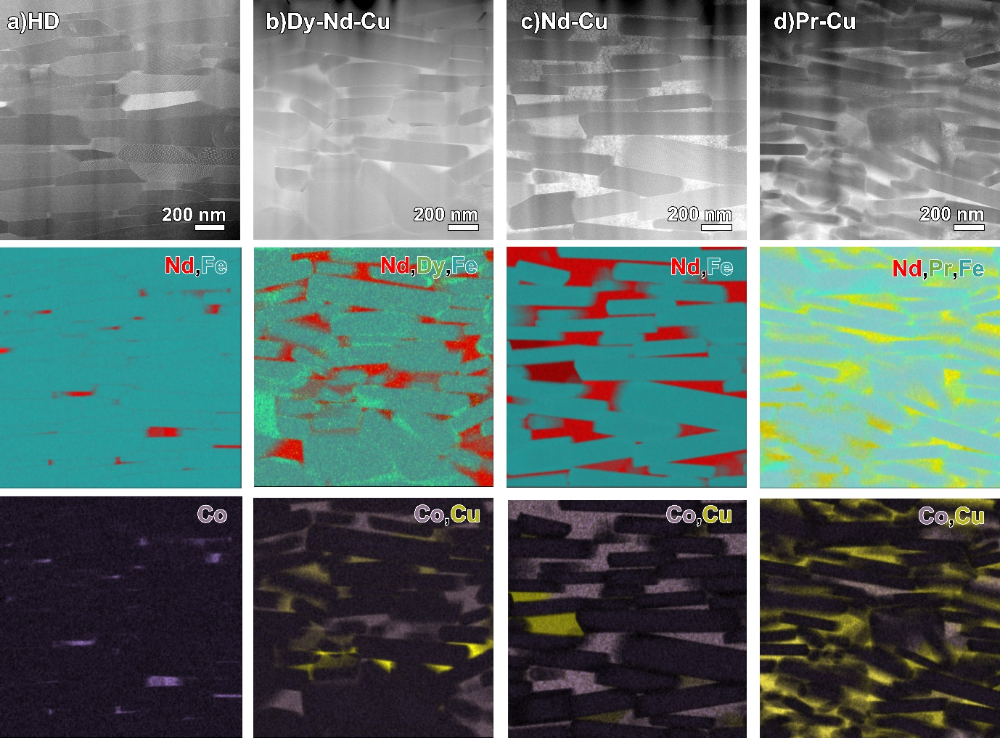 a)HD
b)Dy-Nd-Cu
c)Nd-Cu
d)Pr-Cu
200 nm
200 nm
200 nm
200 nm
Nd,Fe
Nd,Dy,Fe
Nd,Fe
Nd,Pr,Fe
Co
Co,Cu
Co,Cu
Co,Cu